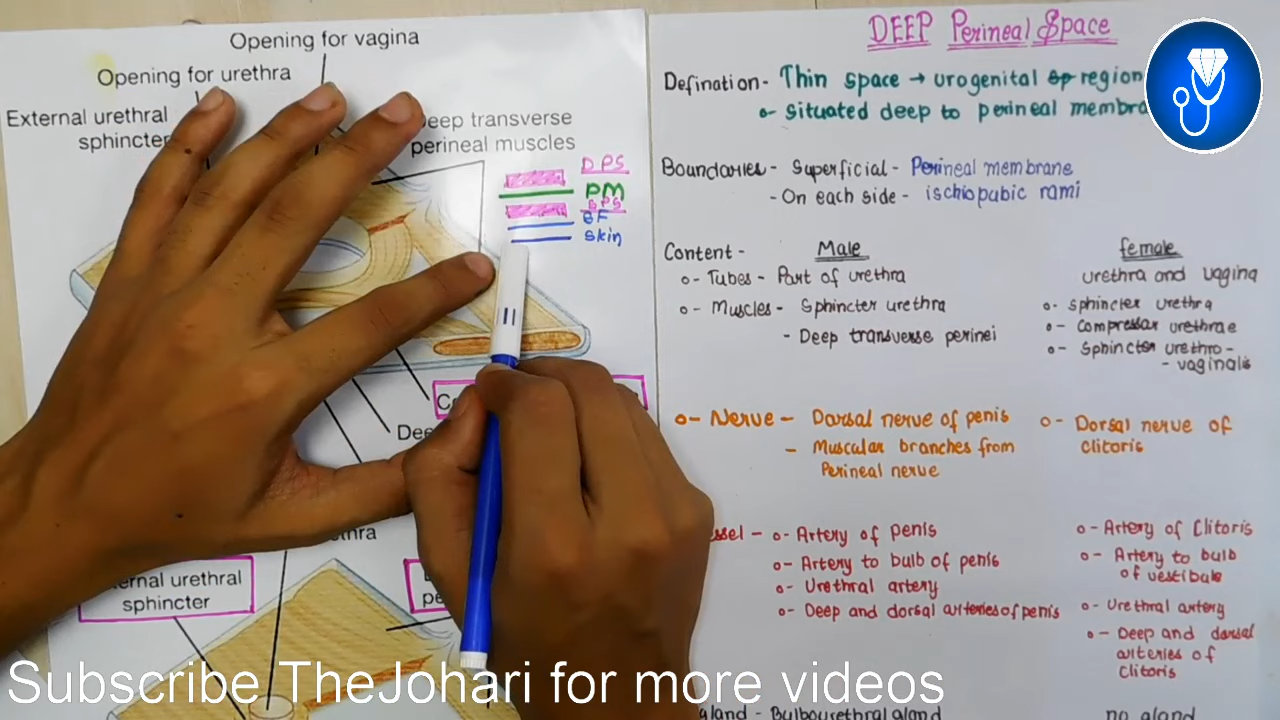 Opening for vagina
Opening for urethra
External urethral
sphincter
deep transverse
perineal muscles
DPS
PM
SPS
SF
Skin
ernal urethral
sphincter
DEEP Perineal Space
Defination - Thin space → urogenital region
situated deep to perineal membra
Boundaries - Superficial - Perineal membrane
- On each side - ischiopubic rami
Content - Male female
o- Tubes - Part of urethra urethra and vagina
o- Muscles - Sphincter urethra o- sphincter urethra
- Deep transverse perinei o- Compressar urethrae
o- Sphincter urethro-
- vaginalis
o- Nerve - Dorsal nerve of penis o- Dorsal nerve of
clitoris
- Muscular branches from
Perineal nerve
ssel - o- Artery of penis o- Artery of Clitoris
o- Artery to bulb of penis o- Artery to bulb
of vestibule
o- Urethral artery o- Urethral artery
o- Deep and dorsal arteries of penis o- Deep and dorsal
arteries of
Clitoris
gland - Bulbourethral gland no gland
Subscribe TheJohari for more videos